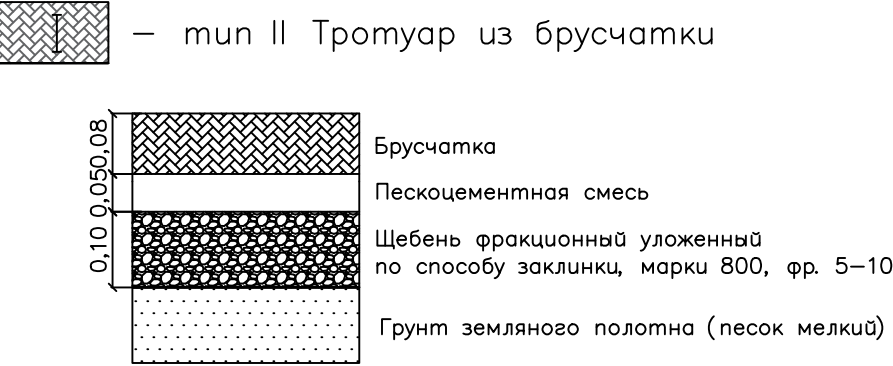 I – тип II Тротуар из брусчатки
0,08 Брусчатка
0,05 Пескоцементная смесь
0,10 Щебень фракционный уложенный
по способу заклинки, марки 800, фр. 5–10
Грунт земляного полотна (песок мелкий)